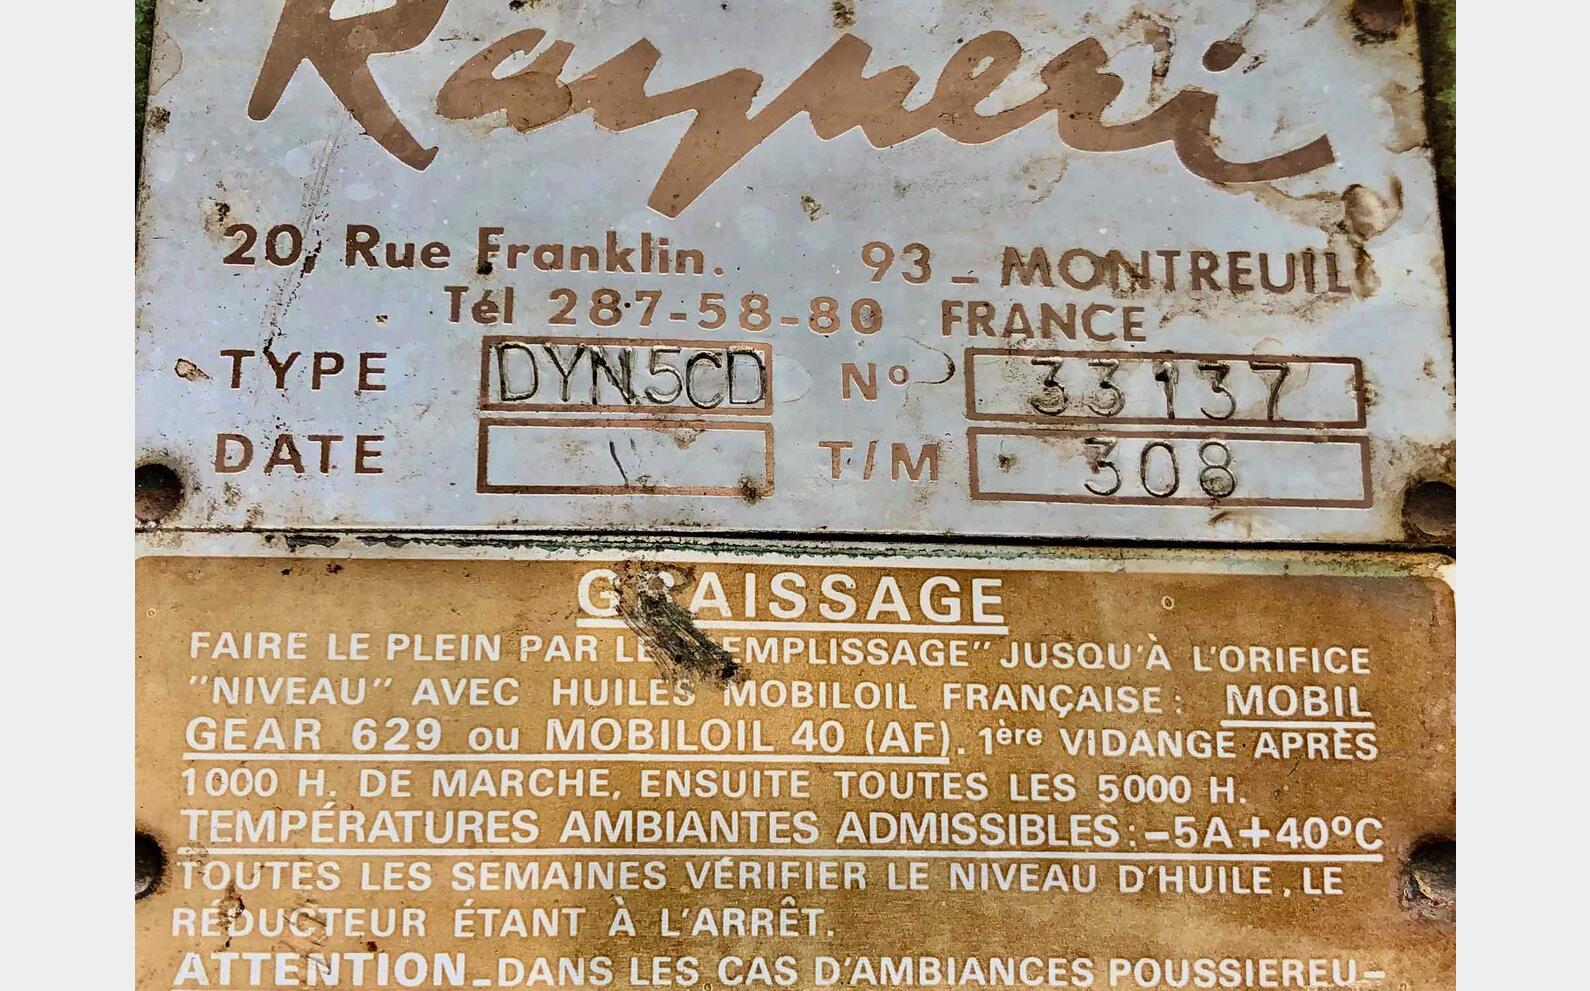 Rayperi
20, Rue Franklin. 93 _ MONTREUIL
Tél 287-58-80 FRANCE
TYPE DYN5CD N° 33137
DATE T/M 308
GRAISSAGE
FAIRE LE PLEIN PAR LE "REMPLISSAGE" JUSQU'À L'ORIFICE
"NIVEAU" AVEC HUILES MOBILOIL FRANÇAISE : MOBIL
GEAR 629 ou MOBILOIL 40 (AF). 1ère VIDANGE APRÈS
1000 H. DE MARCHE, ENSUITE TOUTES LES 5000 H.
TEMPÉRATURES AMBIANTES ADMISSIBLES : -5A+40°C
TOUTES LES SEMAINES VÉRIFIER LE NIVEAU D'HUILE, LE
RÉDUCTEUR ÉTANT À L'ARRÊT.
ATTENTION_DANS LES CAS D'AMBIANCES POUSSIEREU-